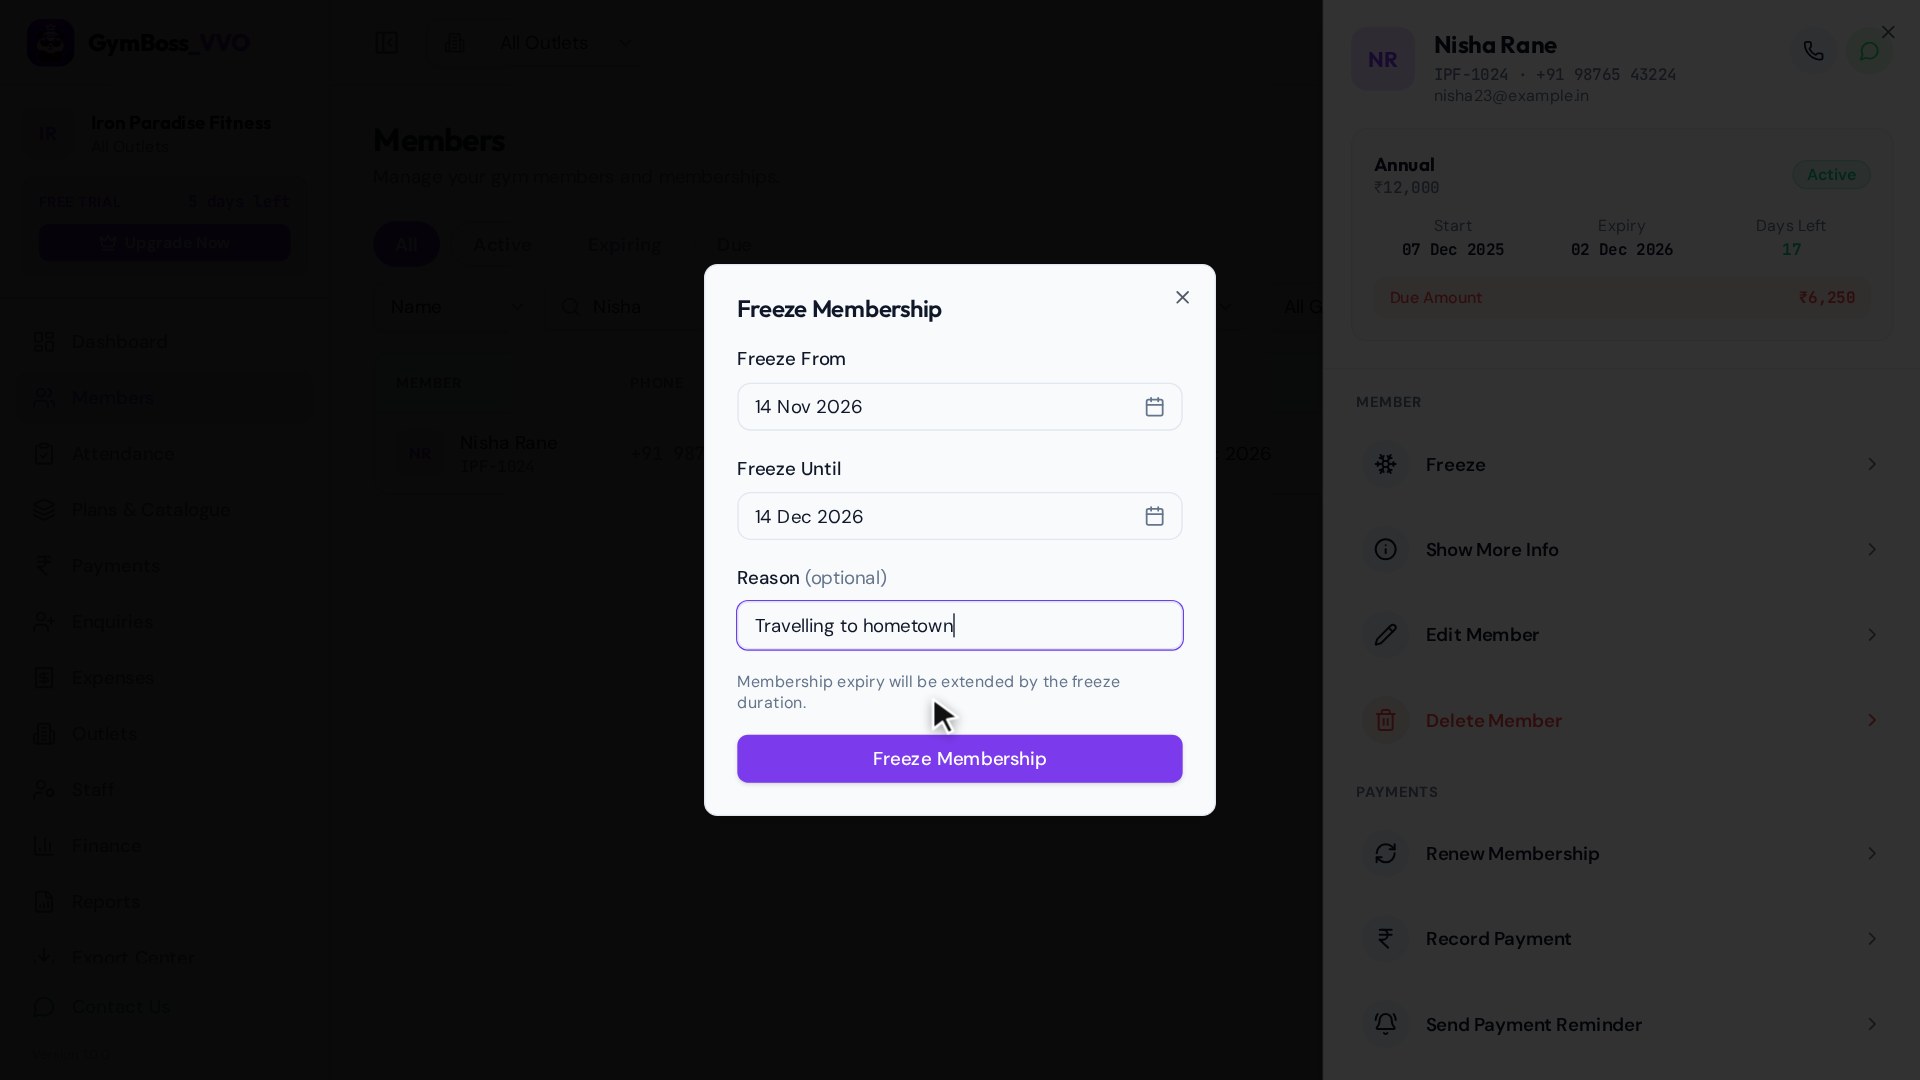 GymBoss_VVO
All Outlets
IR
Iron Paradise Fitness
All Outlets
FREE TRIAL
5 days left
Upgrade Now
Dashboard
Members
Attendance
Plans & Catalogue
Payments
Enquiries
Expenses
Outlets
Staff
Finance
Reports
Export Center
Contact Us
Members
Manage your gym members and memberships.
All
Active
Expiring
Due
Name
Nisha
All G
MEMBER
PHONE
NR
Nisha Rane
IPF-1024
+91 987
2026
Freeze Membership
Freeze From
14 Nov 2026
Freeze Until
14 Dec 2026
Reason (optional)
Travelling to hometown
Membership expiry will be extended by the freeze
duration.
Freeze Membership
NR
Nisha Rane
IPF-1024 · +91 98765 43224
nisha23@example.in
Annual
₹12,000
Active
Start
Expiry
Days Left
07 Dec 2025
02 Dec 2026
17
Due Amount
₹6,250
MEMBER
Freeze
Show More Info
Edit Member
Delete Member
PAYMENTS
Renew Membership
Record Payment
Send Payment Reminder